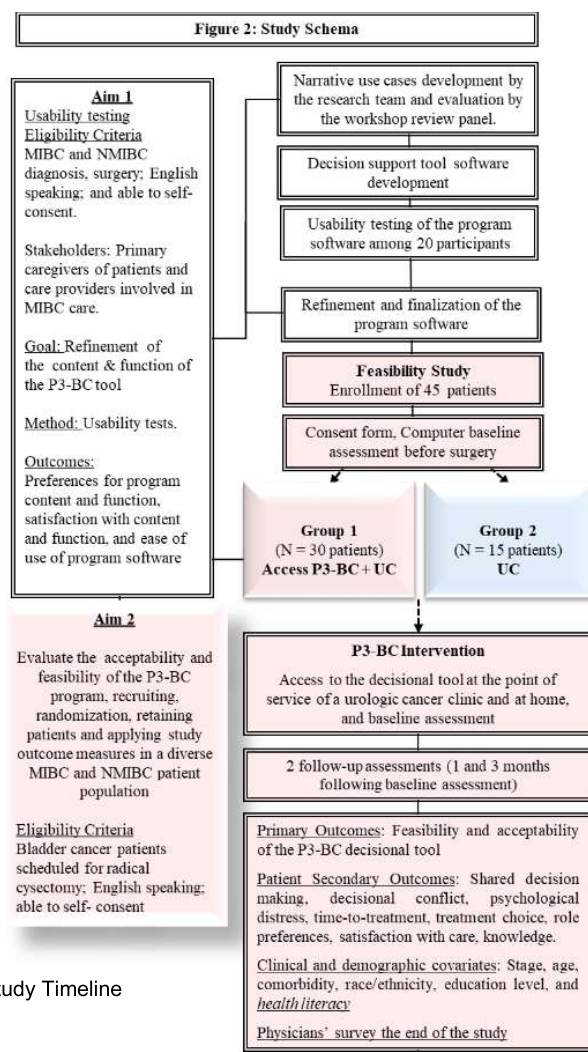 Figure 2: Study Schema
Aim 1
Usability testing
Eligibility Criteria
MIBC and NMIBC
diagnosis, surgery; English
speaking; and able to self-
consent.
Stakeholders: Primary
caregivers of patients and
care providers involved in
MIBC care.
Goal: Refinement of
the content & function of
the P3-BC tool
Method: Usability tests.
Outcomes:
Preferences for program
content and function,
satisfaction with content
and function, and ease of
use of program software
Aim 2
Evaluate the acceptability and
feasibility of the P3-BC
program, recruiting,
randomization, retaining
patients and applying study
outcome measures in a diverse
MIBC and NMIBC patient
population
Eligibility Criteria
Bladder cancer patients
scheduled for radical
cysectomy; English speaking;
able to self- consent
Narrative use cases development by
the research team and evaluation by
the workshop review panel.
Decision support tool software
development
Usability testing of the program
software among 20 participants
Refinement and finalization of the
program software
Feasibility Study
Enrollment of 45 patients
Consent form, Computer baseline
assessment before surgery
Group 1
(N = 30 patients)
Access P3-BC + UC
Group 2
(N = 15 patients)
UC
P3-BC Intervention
Access to the decisional tool at the point of
service of a urologic cancer clinic and at home,
and baseline assessment
2 follow-up assessments (1 and 3 months
following baseline assessment)
Primary Outcomes: Feasibility and acceptability
of the P3-BC decisional tool
Patient Secondary Outcomes: Shared decision
making, decisional conflict, psychological
distress, time-to-treatment, treatment choice, role
preferences, satisfaction with care, knowledge.
Clinical and demographic covariates: Stage, age,
comorbidity, race/ethnicity, education level, and
health literacy
Physicians' survey the end of the study
tudy Timeline